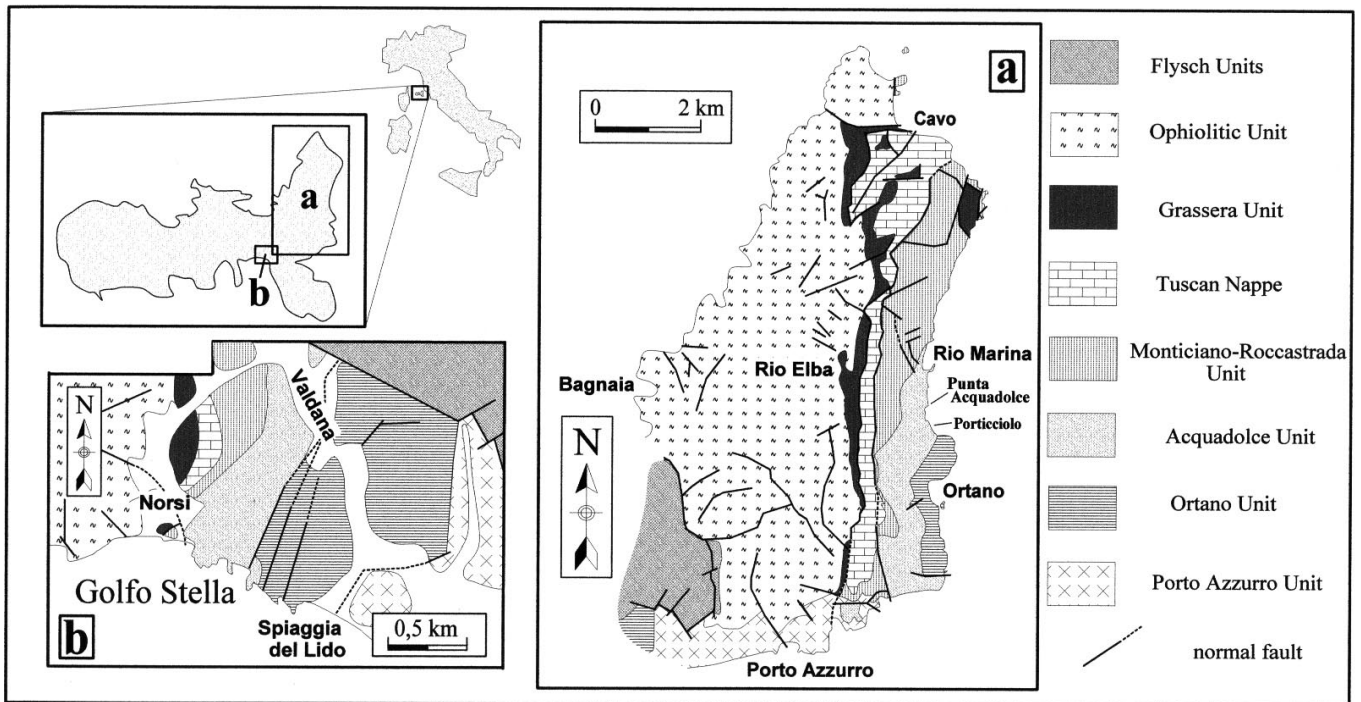 a
b
N
Valdana
Norsi
Golfo Stella
Spiaggia
del Lido
0,5 km
b
a
0 2 km
Cavo
Rio Marina
Rio Elba
Punta
Acquadolce
Bagnaia
Porticciolo
N
Ortano
Porto Azzurro
Flysch Units
Ophiolitic Unit
Grassera Unit
Tuscan Nappe
Monticiano-Roccastrada
Unit
Acquadolce Unit
Ortano Unit
Porto Azzurro Unit
normal fault